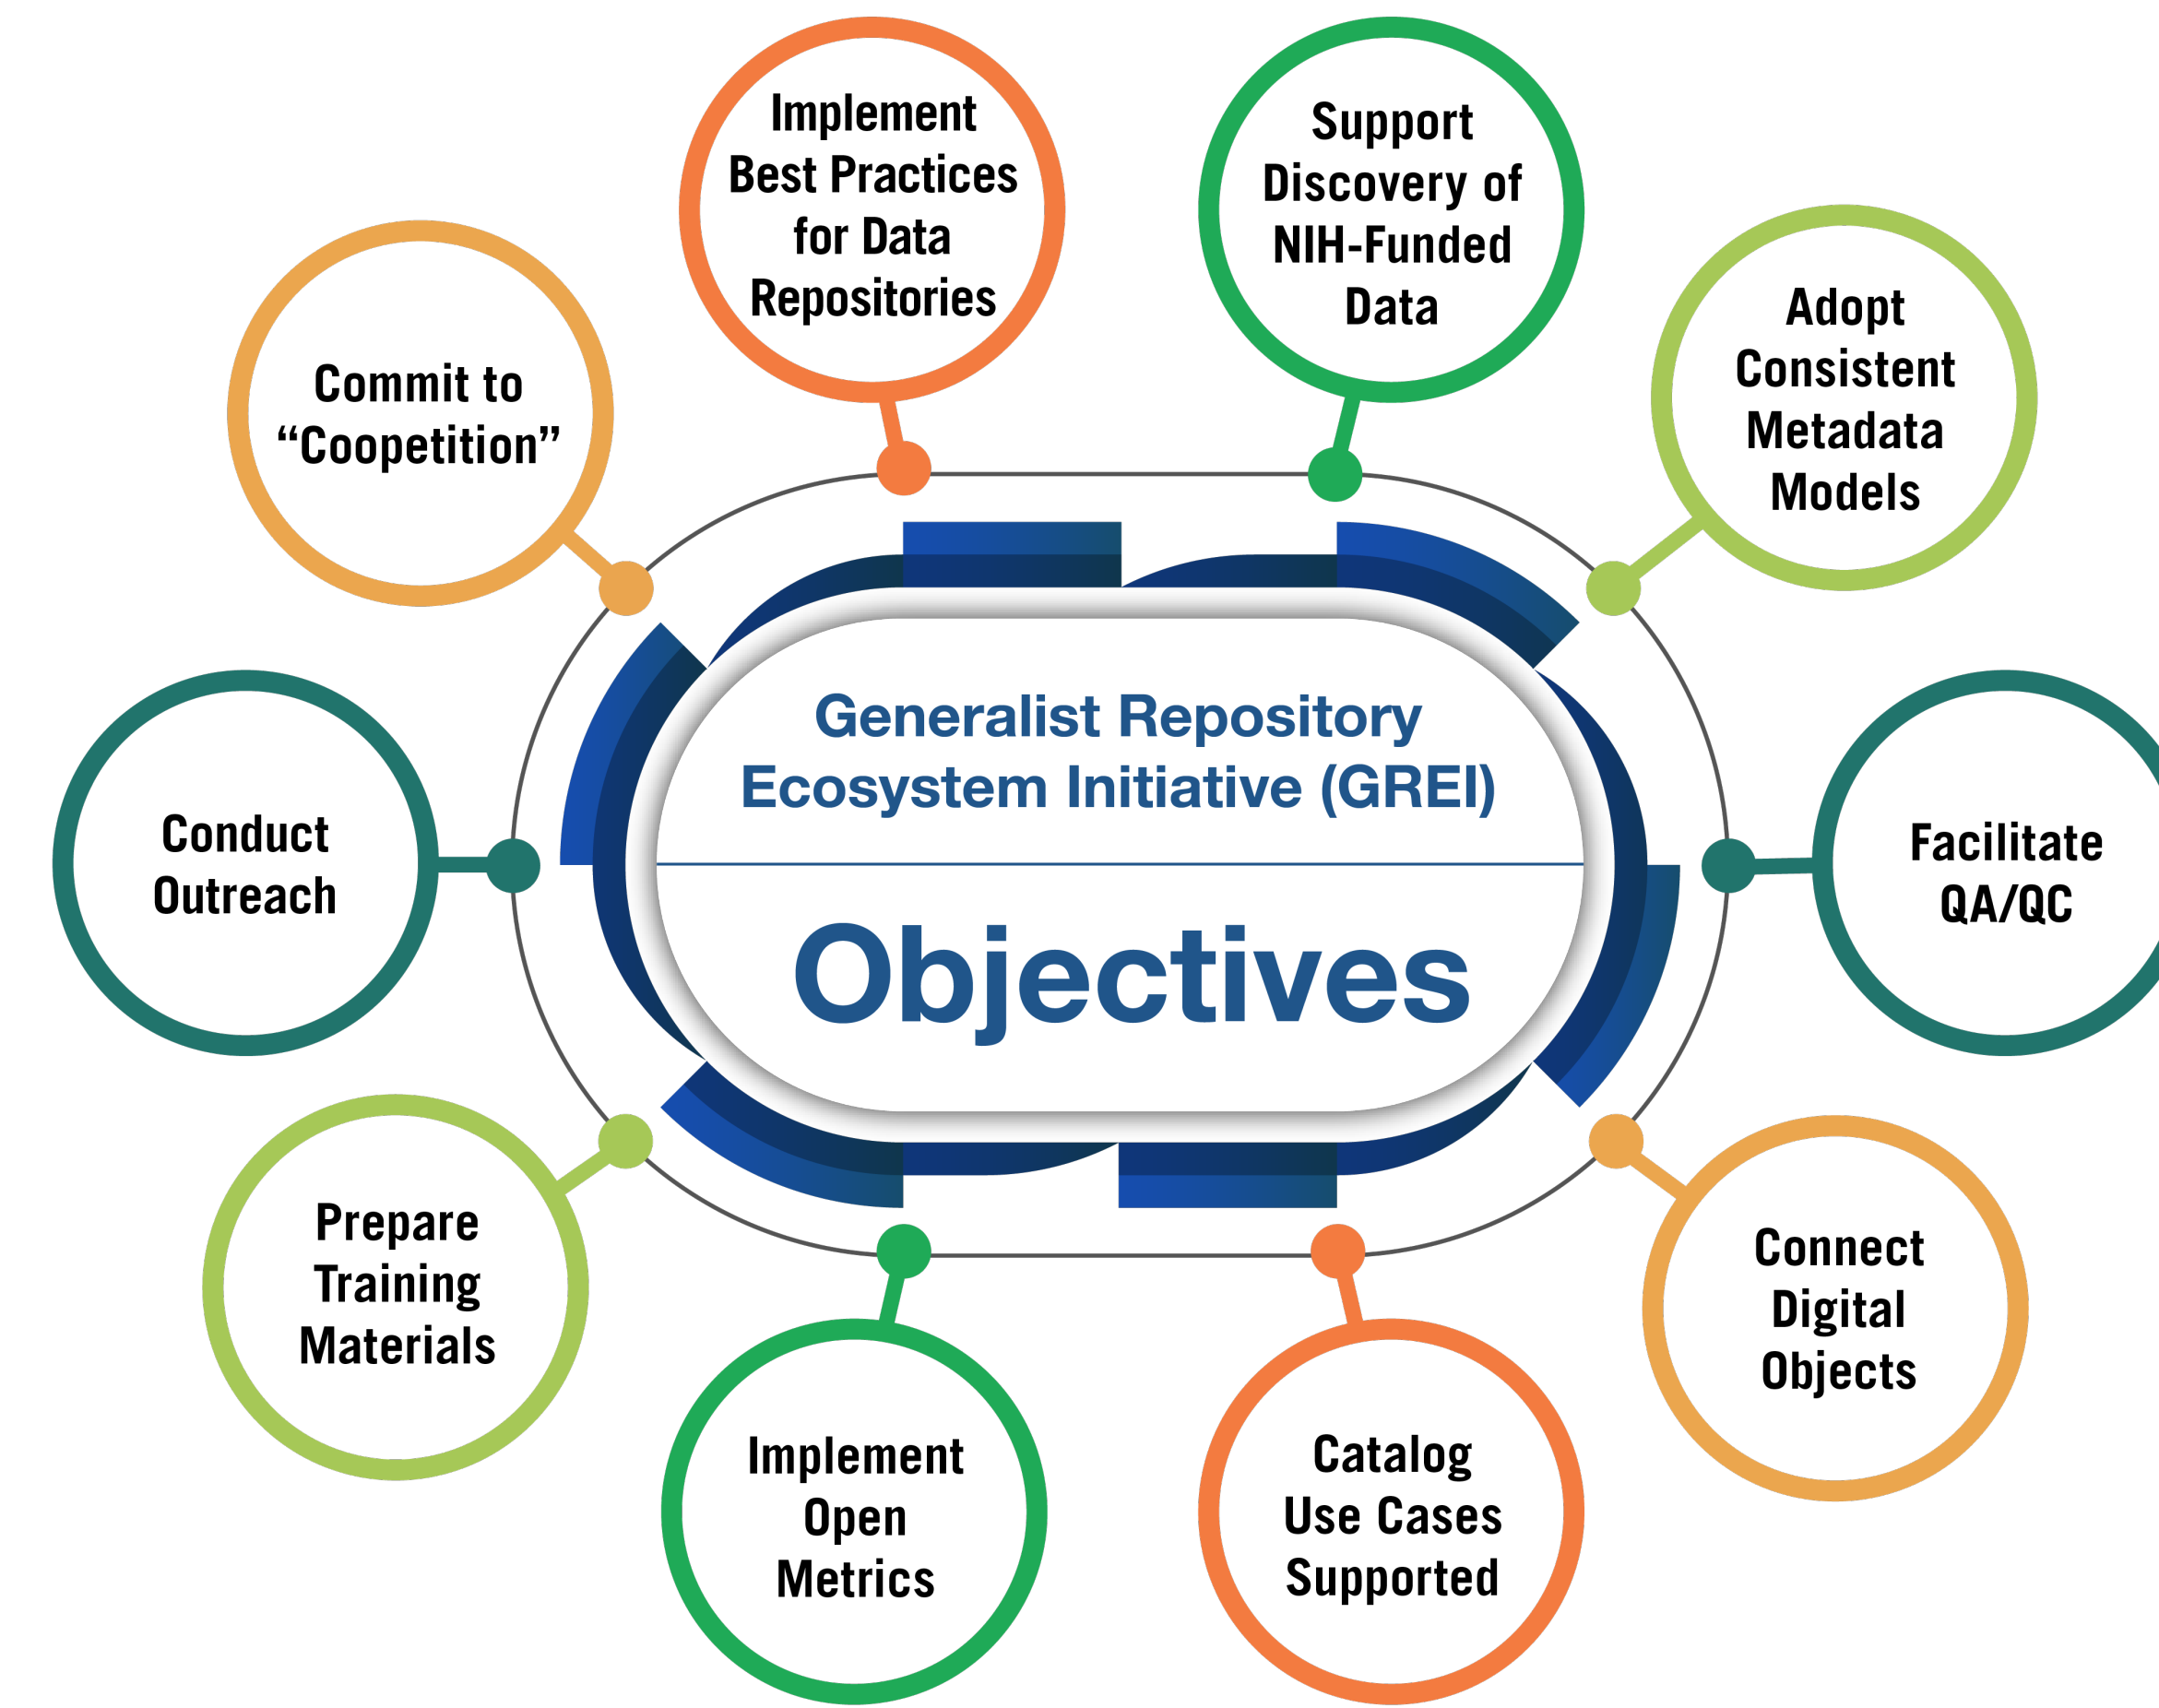 Generalist Repository
Ecosystem Initiative (GREI)
Objectives
Implement
Best Practices
for Data
Repositories
Support
Discovery of
NIH-Funded
Data
Adopt
Consistent
Metadata
Models
Facilitate
QA/QC
Connect
Digital
Objects
Catalog
Use Cases
Supported
Implement
Open
Metrics
Prepare
Training
Materials
Conduct
Outreach
Commit to
“Coopetition”